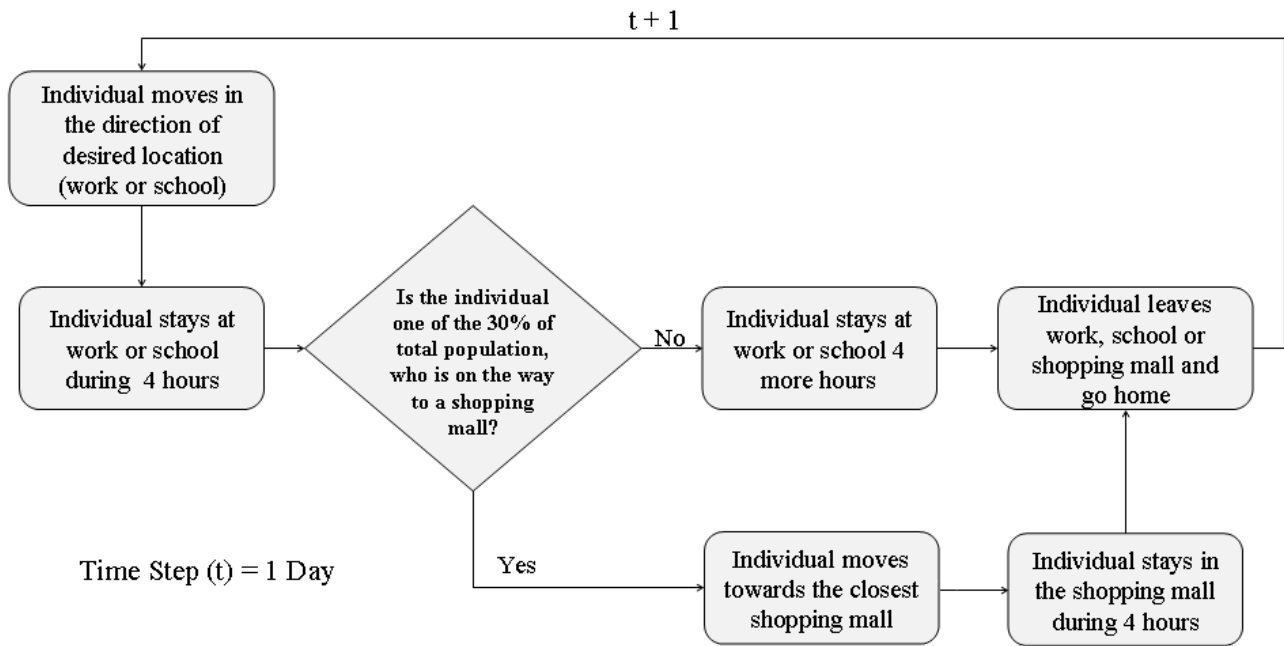 t + 1
Individual moves in
the direction of
desired location
(work or school)
Individual stays at
work or school
during 4 hours
Is the individual
one of the 30% of
total population,
who is on the way
to a shopping
mall?
No
Individual stays at
work or school 4
more hours
Individual leaves
work, school or
shopping mall and
go home
Yes
Individual moves
towards the closest
shopping mall
Individual stays in
the shopping mall
during 4 hours
Time Step (t) = 1 Day